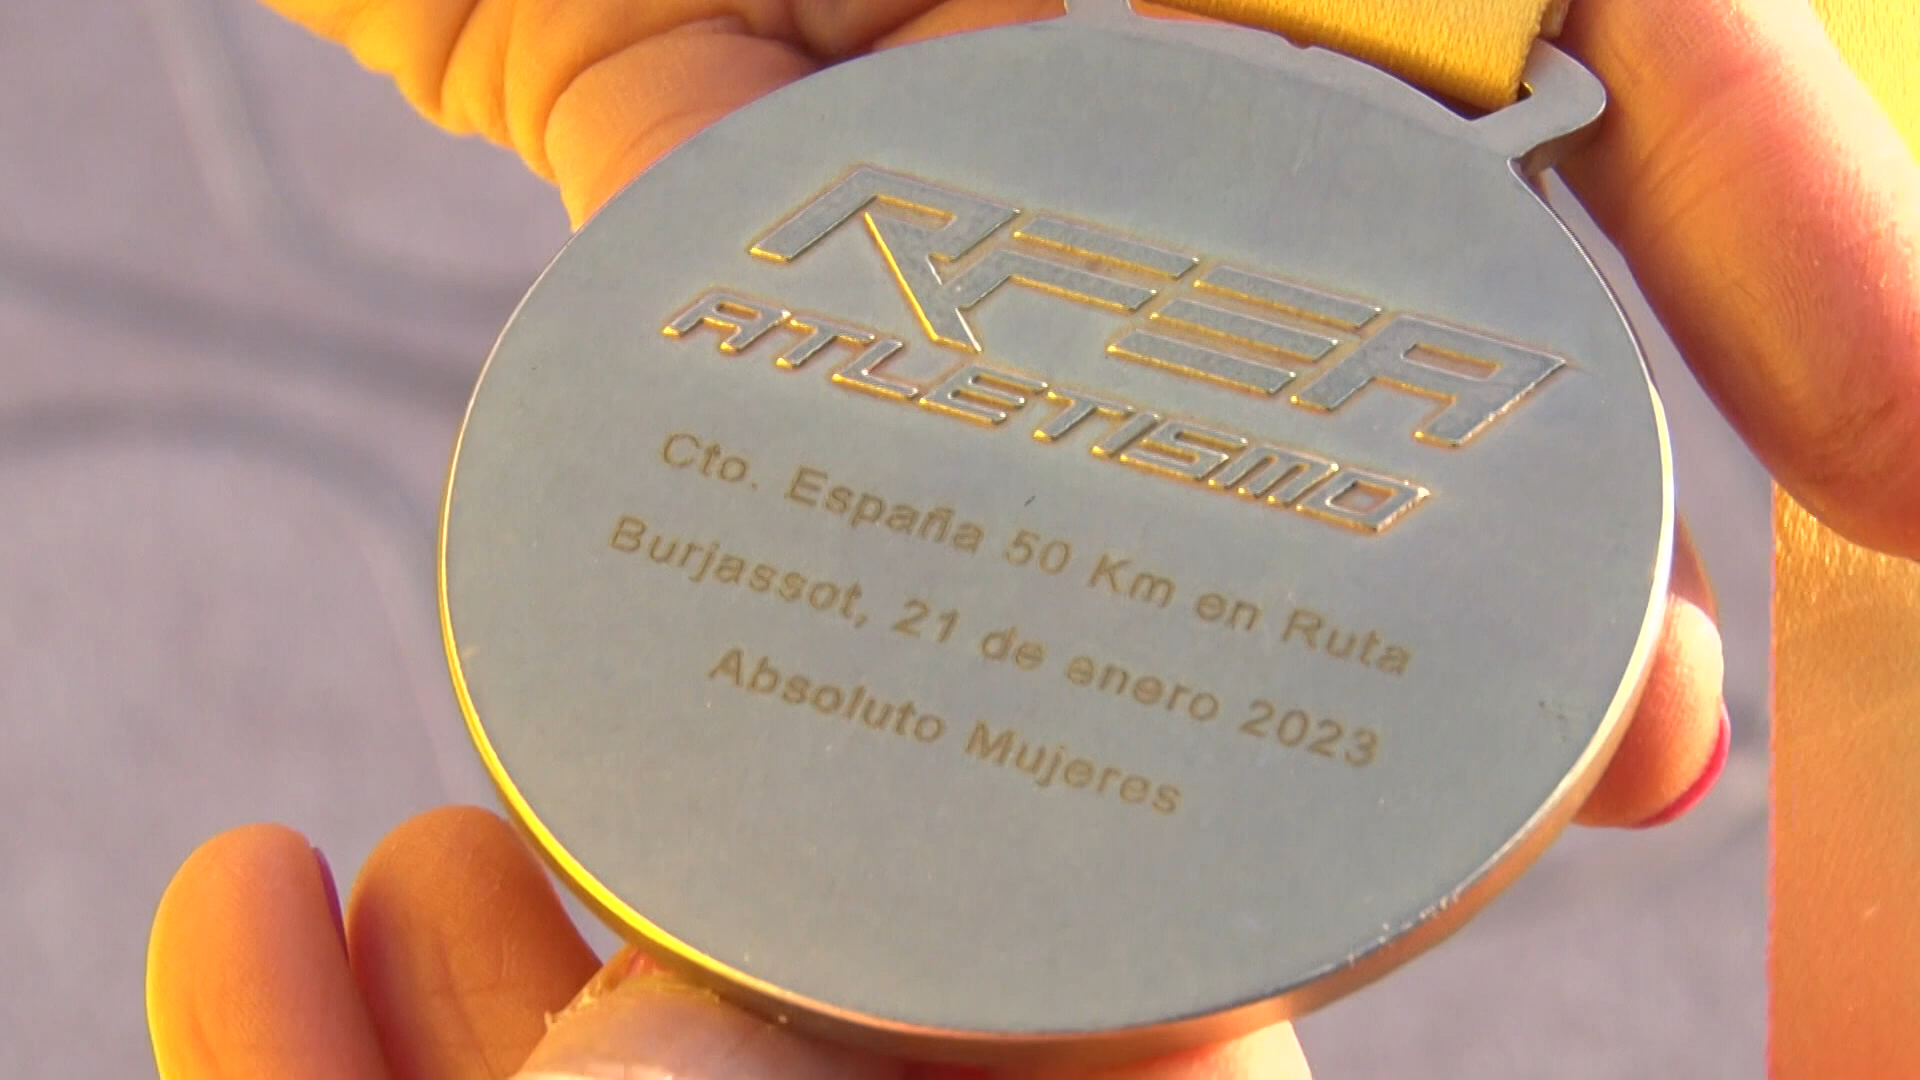 RFEA
ATLETISMO
Cto. España 50 Km en Ruta
Burjassot, 21 de enero 2023
Absoluto Mujeres